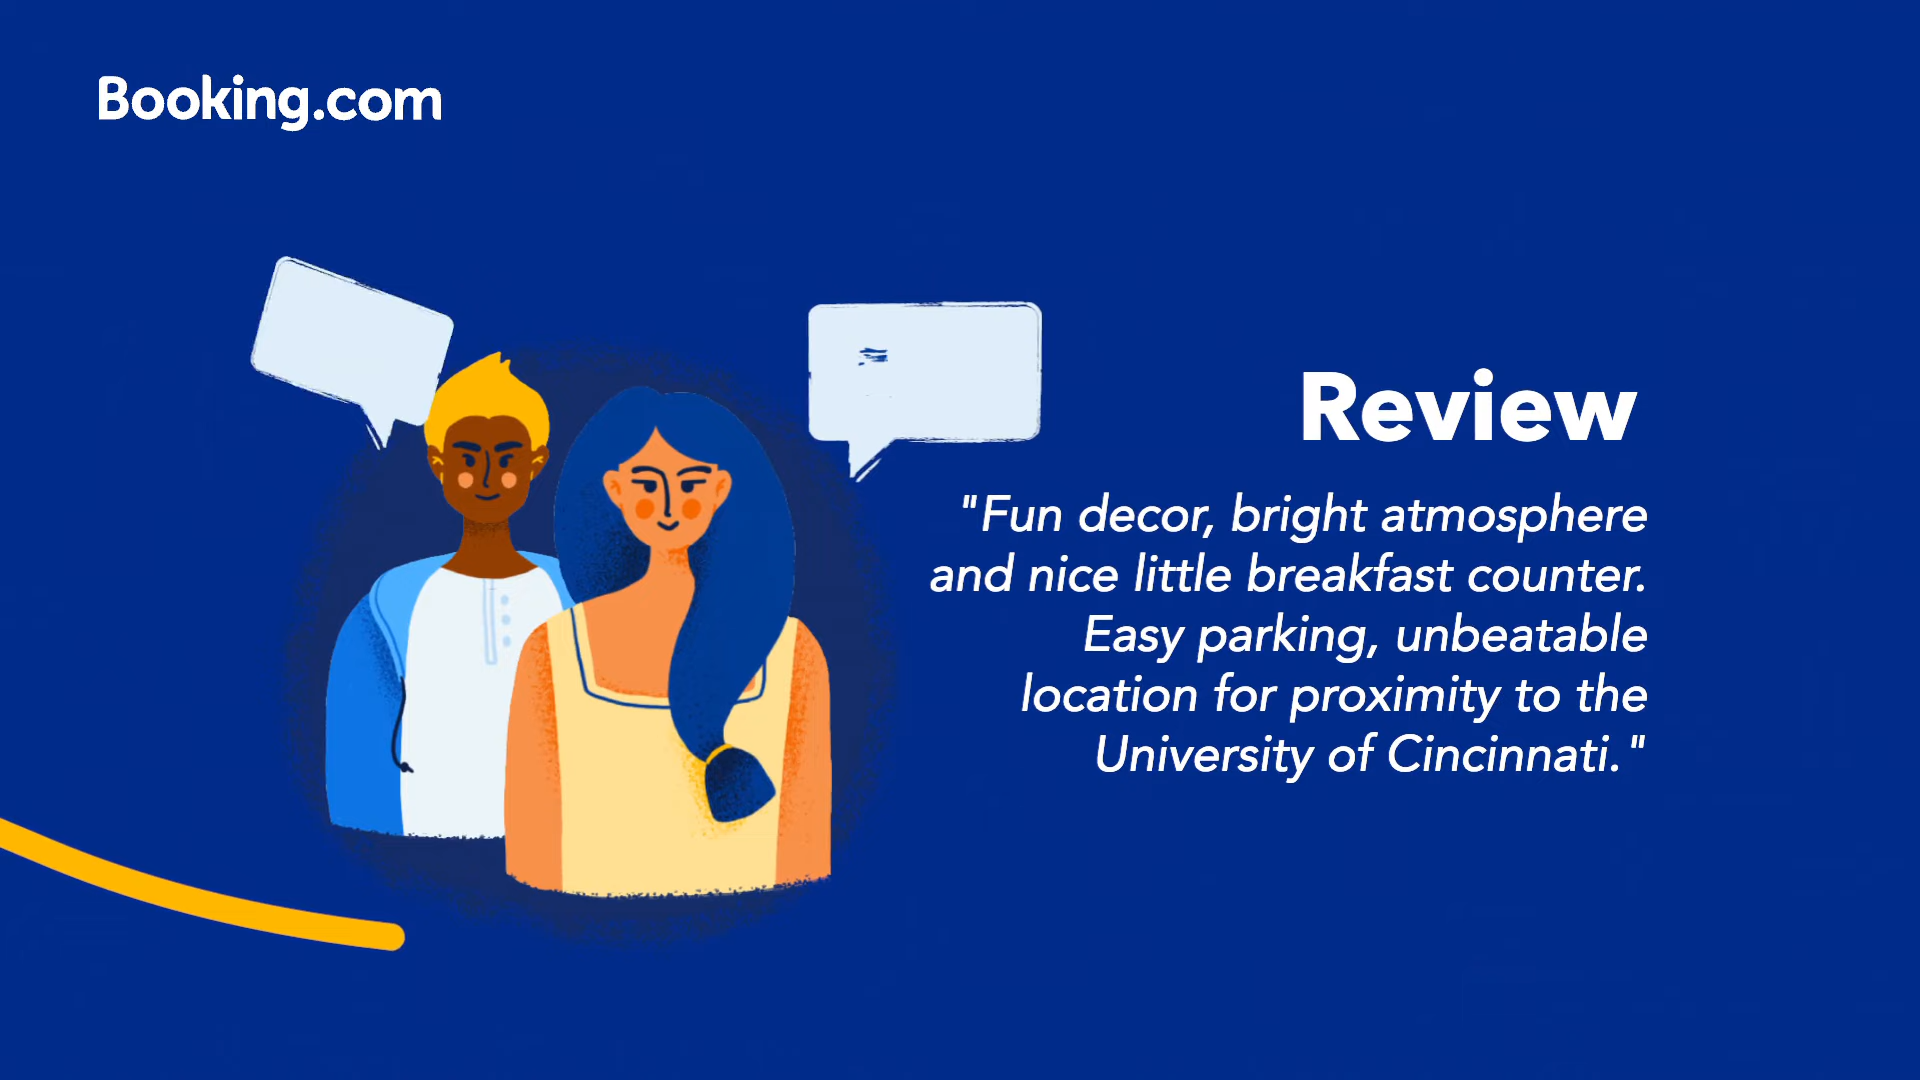 Booking.com
Review
"Fun decor, bright atmosphere
and nice little breakfast counter.
Easy parking, unbeatable
location for proximity to the
University of Cincinnati."